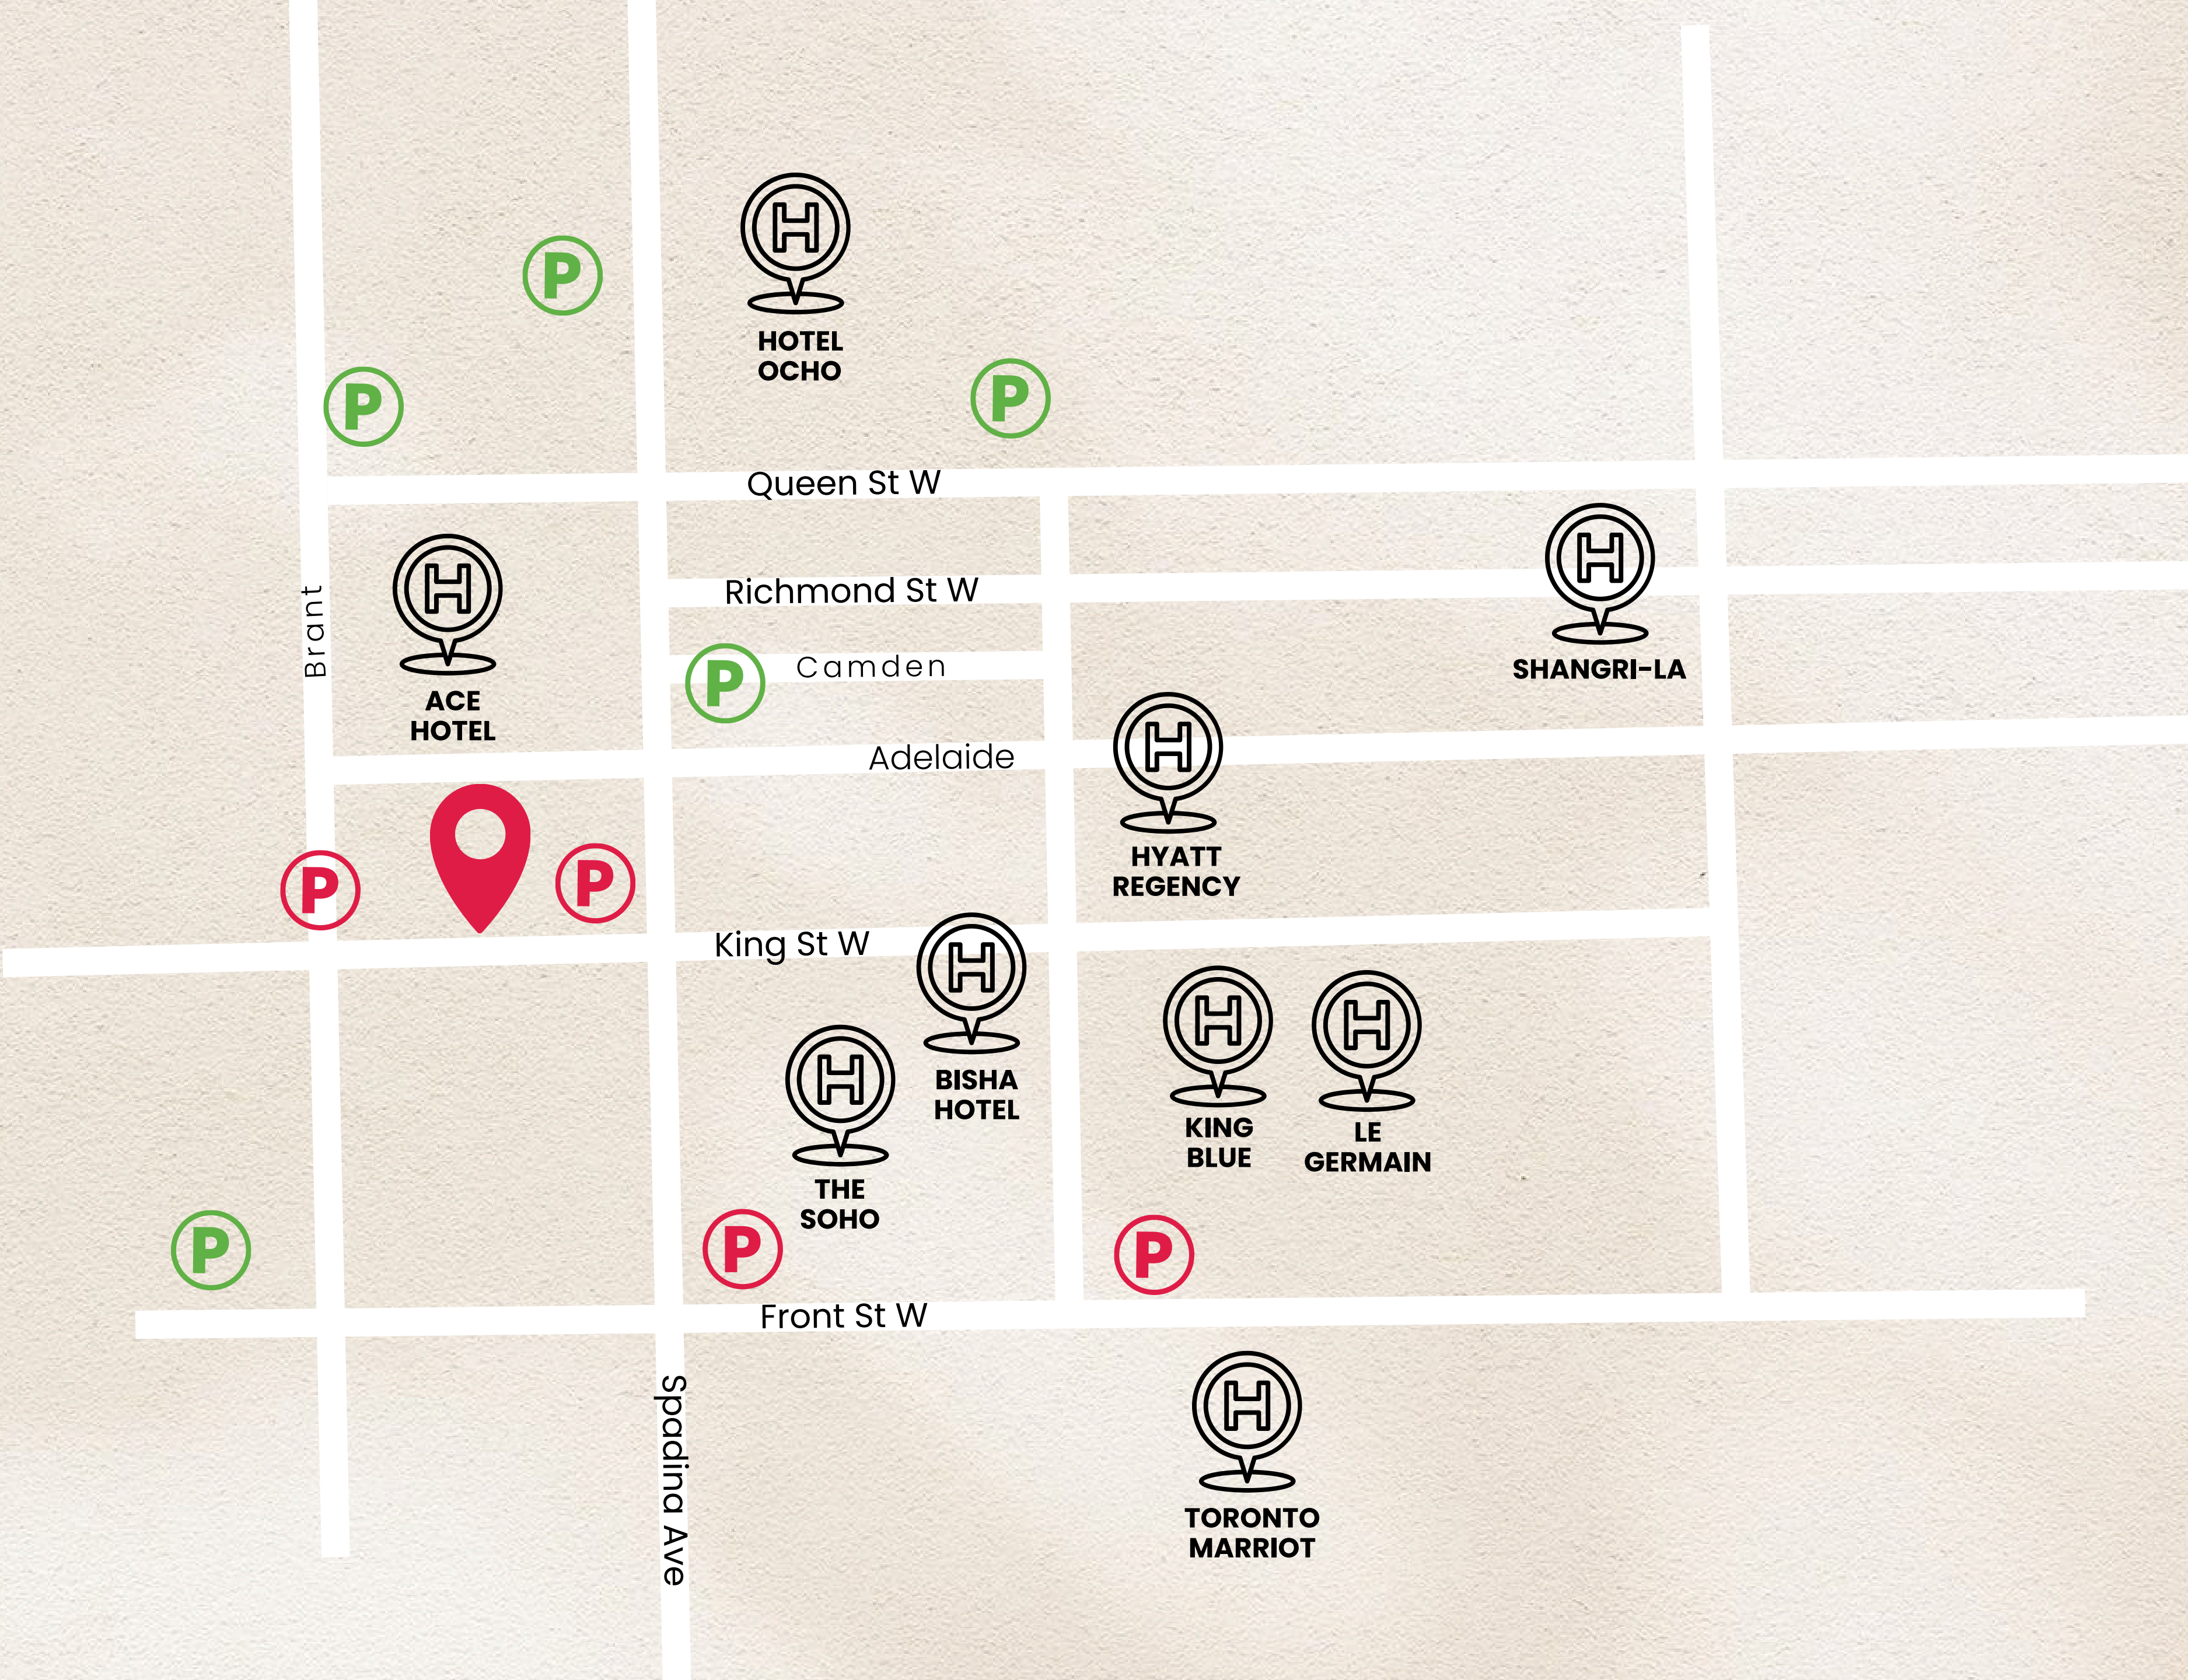 H
HOTEL
OCHO
P
P
P
Queen St W
H
H
Brant
Richmond St W
Camden
SHANGRI-LA
P
ACE
HOTEL
H
Adelaide
HYATT
REGENCY
P
P
King St W
H
BISHA
HOTEL
H
KING
BLUE
H
LE
GERMAIN
H
THE
SOHO
P
P
P
Front St W
Spadina Ave
H
TORONTO
MARRIOT